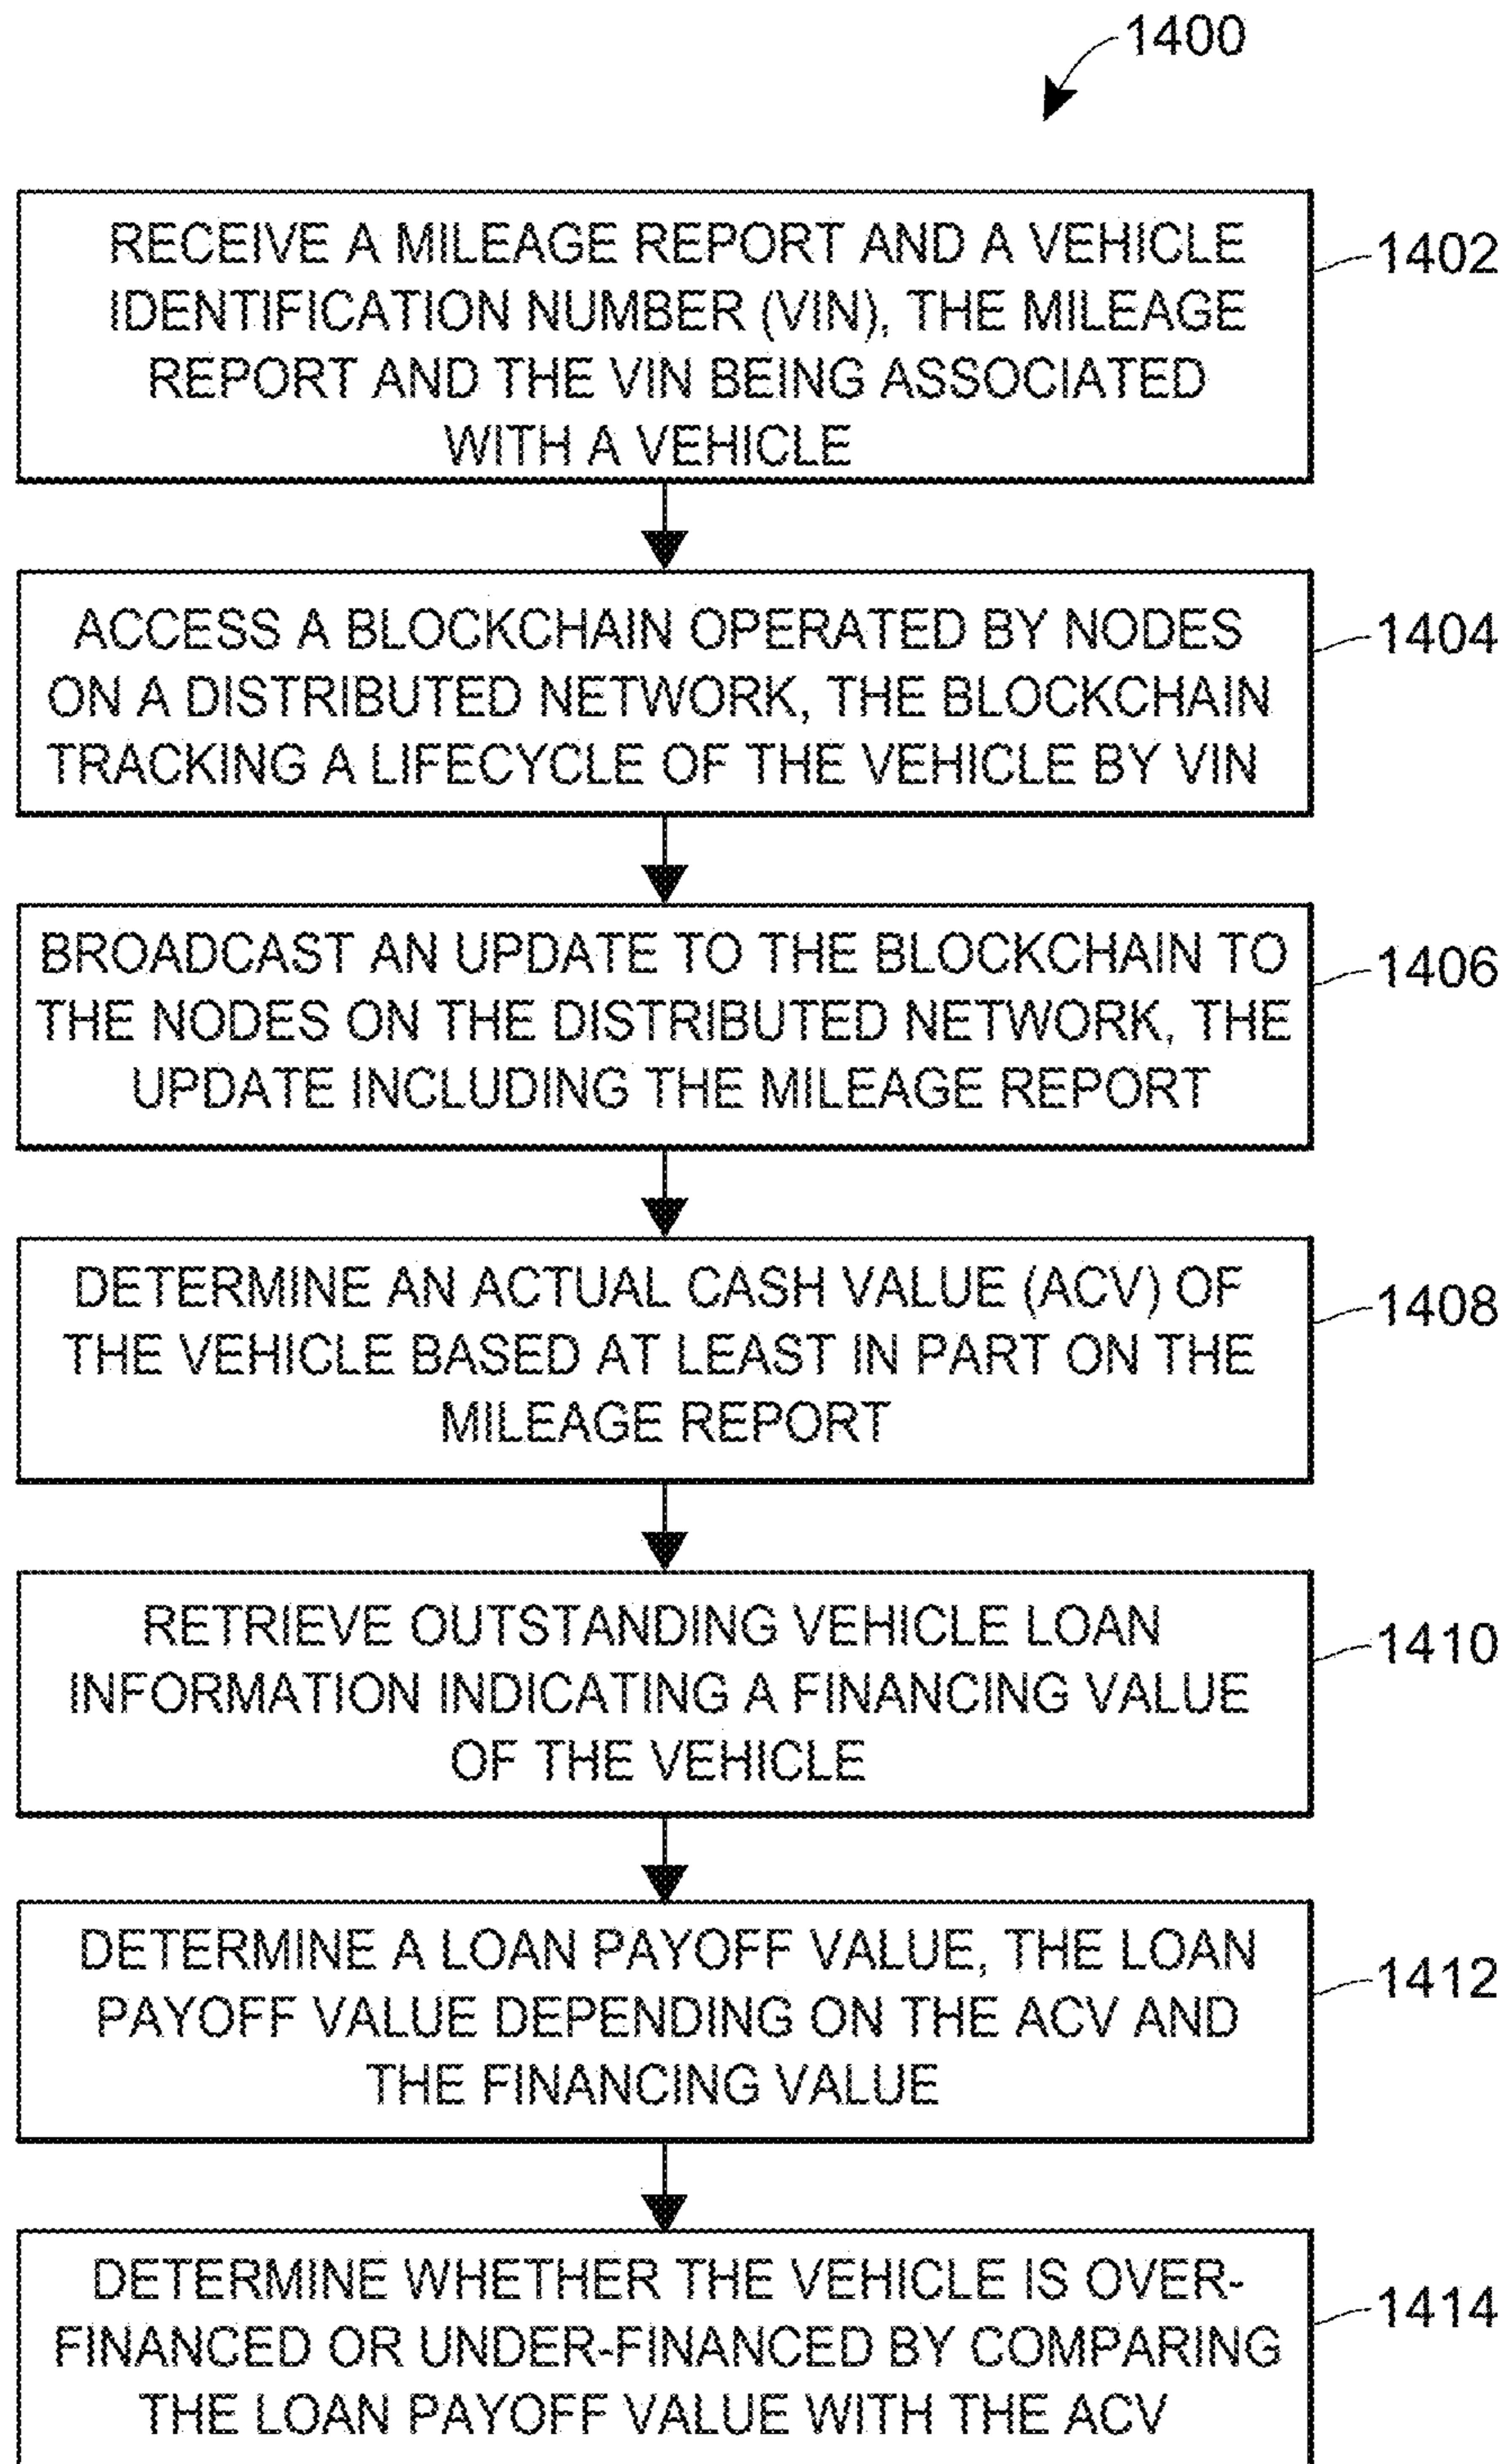 1400
RECEIVE A MILEAGE REPORT AND A VEHICLE
IDENTIFICATION NUMBER (VIN), THE MILEAGE
REPORT AND THE VIN BEING ASSOCIATED
WITH A VEHICLE
1402
ACCESS A BLOCKCHAIN OPERATED BY NODES
ON A DISTRIBUTED NETWORK, THE BLOCKCHAIN
TRACKING A LIFECYCLE OF THE VEHICLE BY VIN
1404
BROADCAST AN UPDATE TO THE BLOCKCHAIN TO
THE NODES ON THE DISTRIBUTED NETWORK, THE
UPDATE INCLUDING THE MILEAGE REPORT
1406
DETERMINE AN ACTUAL CASH VALUE (ACV) OF
THE VEHICLE BASED AT LEAST IN PART ON THE
MILEAGE REPORT
1408
RETRIEVE OUTSTANDING VEHICLE LOAN
INFORMATION INDICATING A FINANCING VALUE
OF THE VEHICLE
1410
DETERMINE A LOAN PAYOFF VALUE, THE LOAN
PAYOFF VALUE DEPENDING ON THE ACV AND
THE FINANCING VALUE
1412
DETERMINE WHETHER THE VEHICLE IS OVER-
FINANCED OR UNDER-FINANCED BY COMPARING
THE LOAN PAYOFF VALUE WITH THE ACV
1414